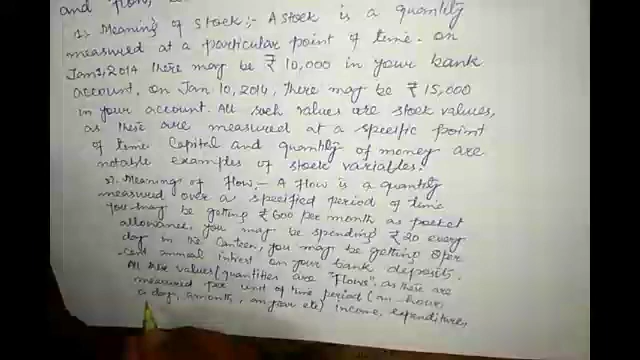 and flow,
1. Meaning of stock:- A stock is a quantity
measured at a particular point of time. on
Jan 1, 2014 there may be ₹ 10,000 in your bank
account, on Jan 10, 2014, there may be ₹ 15,000
in your account. All such values are stock values,
as these are measured at a specific point
of time. Capital and quantity of money are
notable examples of stock variables.
2). Meanings of flow,- A flow is a quantity
measured over a specified period of time
you may be getting ₹600 per month as pocket
allowance, you may be spending ₹20 every
day in the canteen, you may be getting 8 per
-cent annual intrest on your bank deposits.
All these values (quantities are "flows", as these are
measured per unit of time period (an-hour
a day, a month, an year etc) income, expenditure,